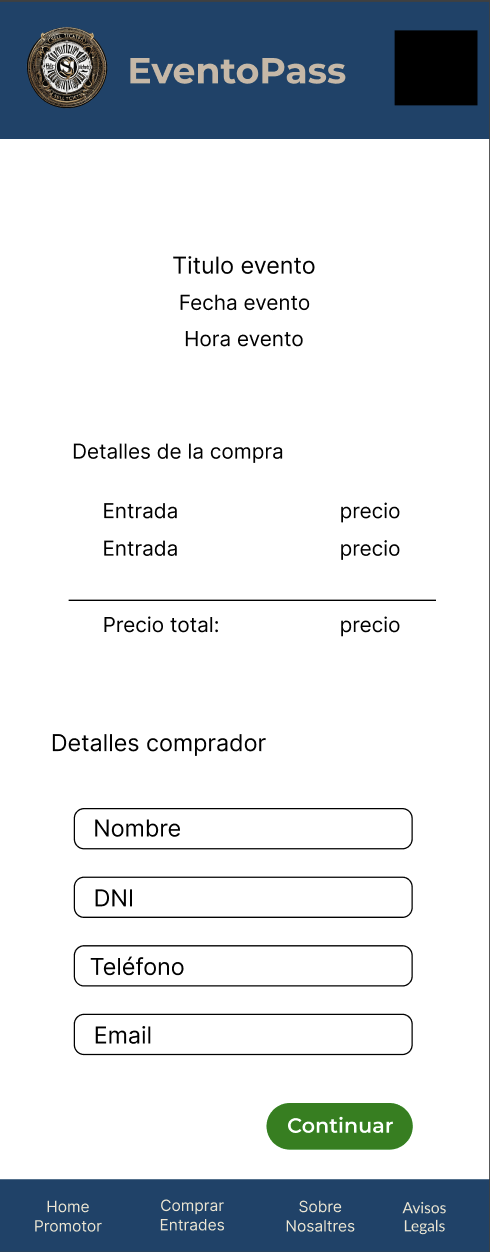 EventoPass
Titulo evento
Fecha evento
Hora evento
Detalles de la compra
Entrada precio
Entrada precio
Precio total: precio
Detalles comprador
Nombre
DNI
Teléfono
Email
Continuar
Home
Promotor
Comprar
Entrades
Sobre
Nosaltres
Avisos
Legals